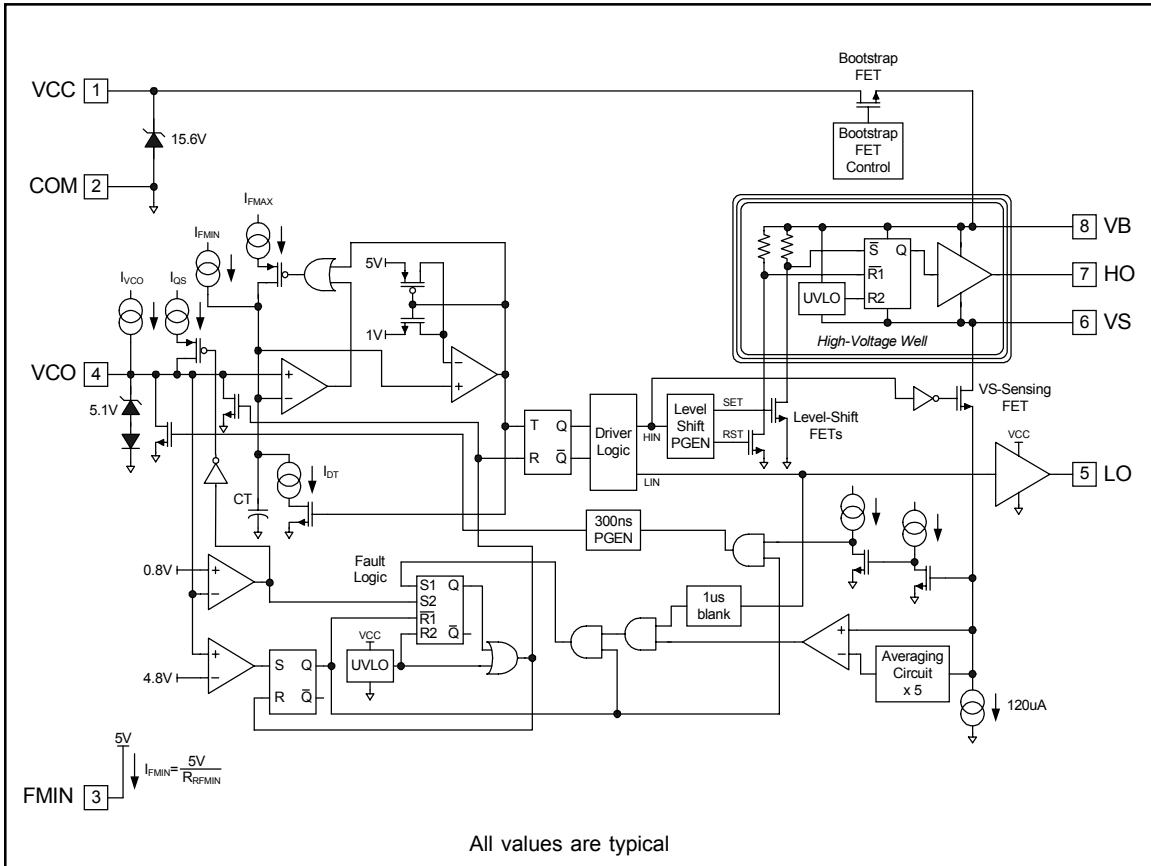 Bootstrap
FET
VCC 1
15.6V
Bootstrap
FET
Control
COM 2
IFMAX
IFMIN
5V
8 VB
S Q
R1
7 HO
IVCO
IQS
UVLO
R2
1V
6 VS
High-Voltage Well
VCO 4
+
−
−
+
VS-Sensing
FET
5.1V
T Q
R Q
Driver
Logic
HIN
Level
Shift
PGEN
SET
RST
Level-Shift
FETs
VCC
LIN
5 LO
IDT
CT
300ns
PGEN
Fault
Logic
0.8V
+
−
S1 Q
S2
R1
R2 Q
1us
blank
VCC
UVLO
+
−
4.8V
+
−
S Q
R Q
Averaging
Circuit
x 5
120uA
5V
IFMIN= 5V
RRFMIN
FMIN 3
All values are typical